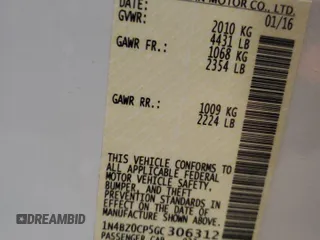 MOTOR CO., LTD.
DATE: 01/16
GVWR: 2010 KG
4431 LB
GAWR FR.: 1068 KG
2354 LB
GAWR RR.: 1009 KG
2224 LB
THIS VEHICLE CONFORMS TO
ALL APPLICABLE FEDERAL
MOTOR VEHICLE SAFETY,
BUMPER, AND THEFT
PREVENTION STANDARDS IN
EFFECT ON THE DATE OF
MANUFACTURE SHOWN ABOVE.
1N4BZ0CP5GC306312
PASSENGER CAR
DREAMBID